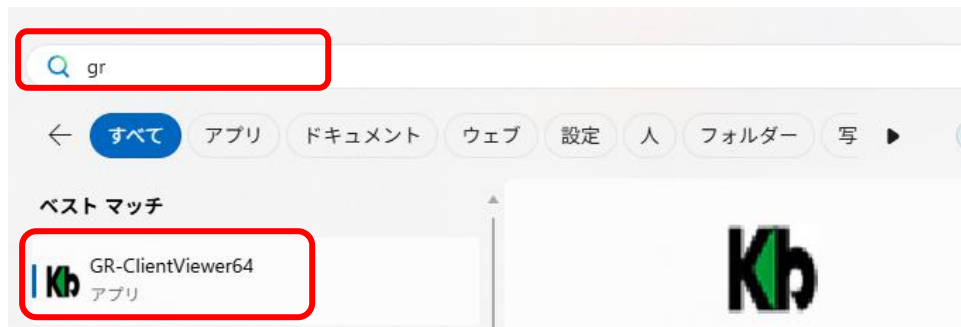 gr
すべて アプリ ドキュメント ウェブ 設定 人 フォルダー 写
ベスト マッチ
GR-ClientViewer64
アプリ